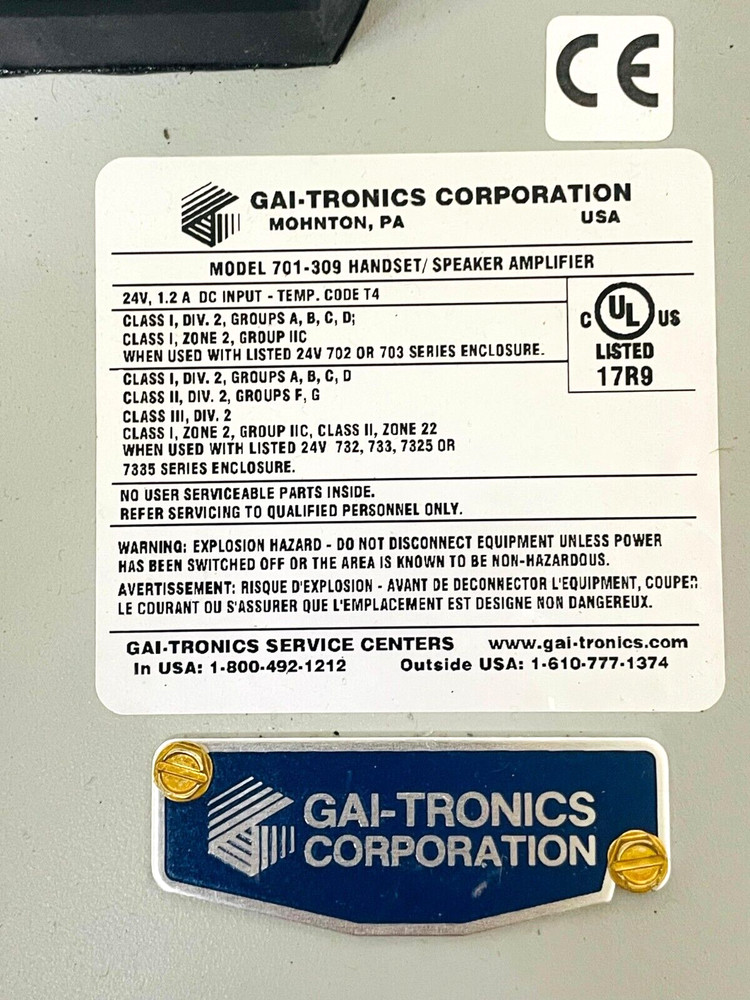 CE
GAI-TRONICS CORPORATION
MOHNTON, PA USA
MODEL 701-309 HANDSET/ SPEAKER AMPLIFIER
24V, 1.2 A DC INPUT - TEMP. CODE T4
CLASS I, DIV. 2, GROUPS A, B, C, D;
CLASS I, ZONE 2, GROUP IIC
WHEN USED WITH LISTED 24V 702 OR 703 SERIES ENCLOSURE.
C UL US
LISTED
17R9
CLASS I, DIV. 2, GROUPS A, B, C, D
CLASS II, DIV. 2, GROUPS F, G
CLASS III, DIV. 2
CLASS I, ZONE 2, GROUP IIC, CLASS II, ZONE 22
WHEN USED WITH LISTED 24V 732, 733, 7325 OR
7335 SERIES ENCLOSURE.
NO USER SERVICEABLE PARTS INSIDE.
REFER SERVICING TO QUALIFIED PERSONNEL ONLY.
WARNING: EXPLOSION HAZARD - DO NOT DISCONNECT EQUIPMENT UNLESS POWER
HAS BEEN SWITCHED OFF OR THE AREA IS KNOWN TO BE NON-HAZARDOUS.
AVERTISSEMENT: RISQUE D'EXPLOSION - AVANT DE DECONNECTOR L'EQUIPMENT, COUPER
LE COURANT OU S'ASSURER QUE L'EMPLACEMENT EST DESIGNE NON DANGEREUX.
GAI-TRONICS SERVICE CENTERS www.gai-tronics.com
In USA: 1-800-492-1212 Outside USA: 1-610-777-1374
GAI-TRONICS
CORPORATION